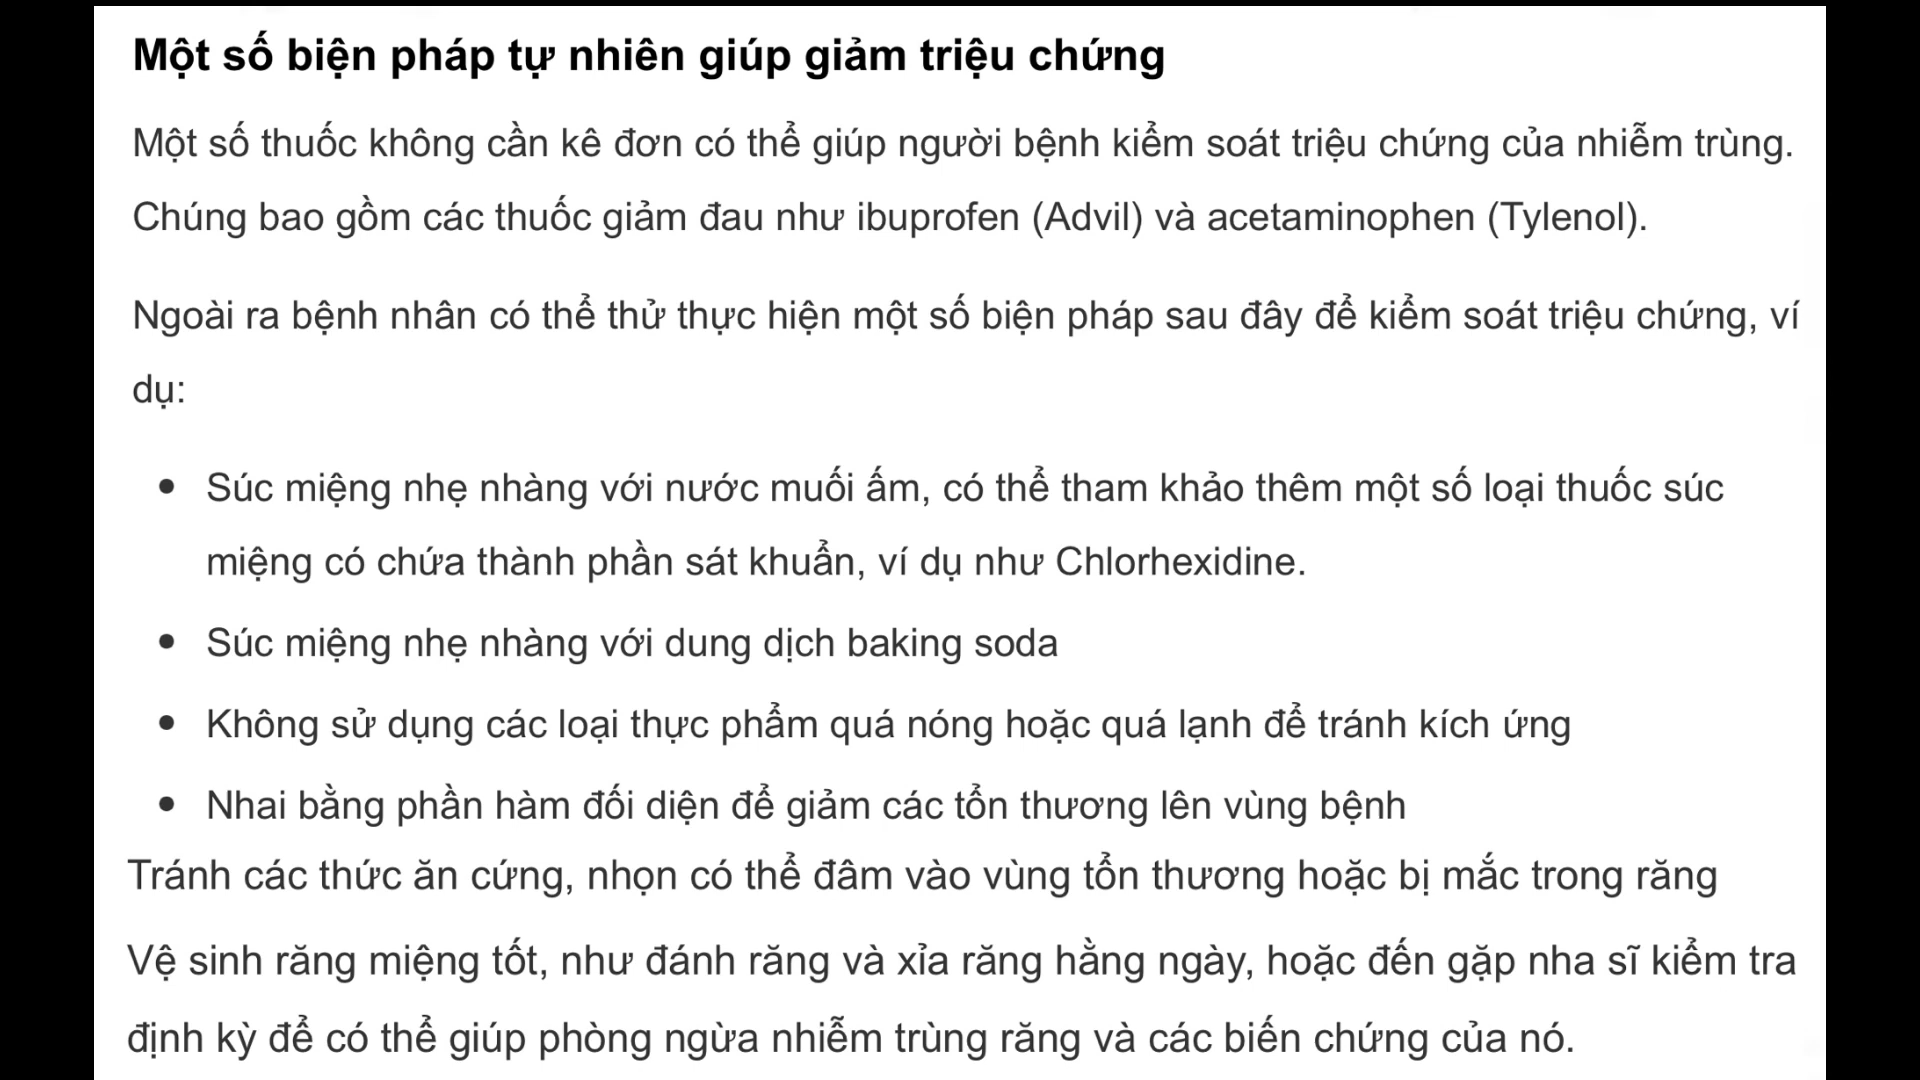 Một số biện pháp tự nhiên giúp giảm triệu chứng
Một số thuốc không cần kê đơn có thể giúp người bệnh kiểm soát triệu chứng của nhiễm trùng.
Chúng bao gồm các thuốc giảm đau như ibuprofen (Advil) và acetaminophen (Tylenol).
Ngoài ra bệnh nhân có thể thử thực hiện một số biện pháp sau đây để kiểm soát triệu chứng, ví
dụ:
• Súc miệng nhẹ nhàng với nước muối ấm, có thể tham khảo thêm một số loại thuốc súc
miệng có chứa thành phần sát khuẩn, ví dụ như Chlorhexidine.
• Súc miệng nhẹ nhàng với dung dịch baking soda
• Không sử dụng các loại thực phẩm quá nóng hoặc quá lạnh để tránh kích ứng
• Nhai bằng phần hàm đối diện để giảm các tổn thương lên vùng bệnh
Tránh các thức ăn cứng, nhọn có thể đâm vào vùng tổn thương hoặc bị mắc trong răng
Vệ sinh răng miệng tốt, như đánh răng và xỉa răng hằng ngày, hoặc đến gặp nha sĩ kiểm tra
định kỳ để có thể giúp phòng ngừa nhiễm trùng răng và các biến chứng của nó.